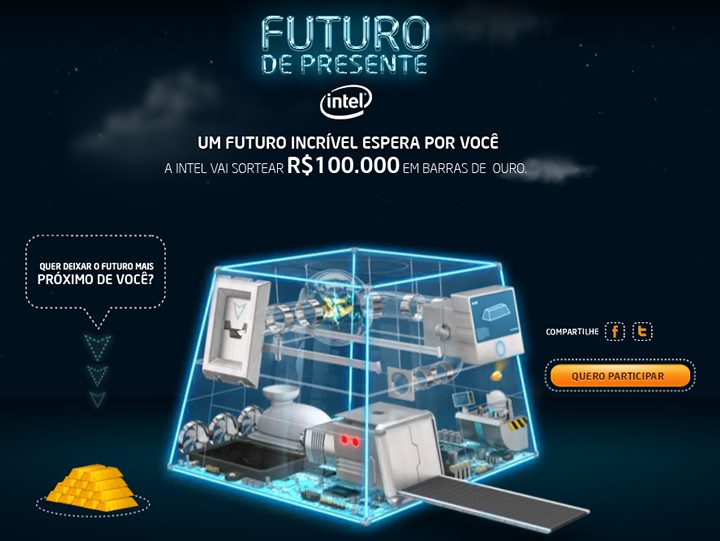 FUTURO
DE PRESENTE
intel
UM FUTURO INCRÍVEL ESPERA POR VOCÊ
A INTEL VAI SORTEAR R$100.000 EM BARRAS DE OURO.
QUER DEIXAR O FUTURO MAIS
PRÓXIMO DE VOCÊ?
COMPARTILHE
QUERO PARTICIPAR